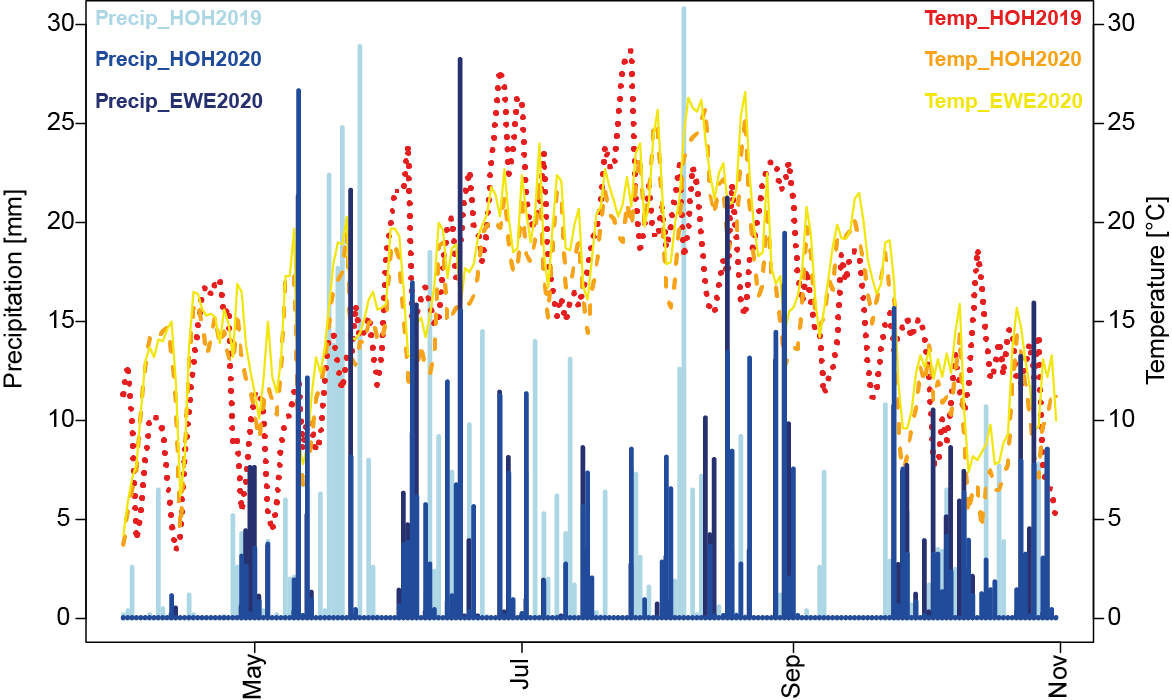 Precip_HOH2019
Precip_HOH2020
Precip_EWE2020
Temp_HOH2019
Temp_HOH2020
Temp_EWE2020
Precipitation [mm]
30
25
20
15
10
5
0
30
25
20
15
10
5
0
Temperature [°C]
May
Jul
Sep
Nov